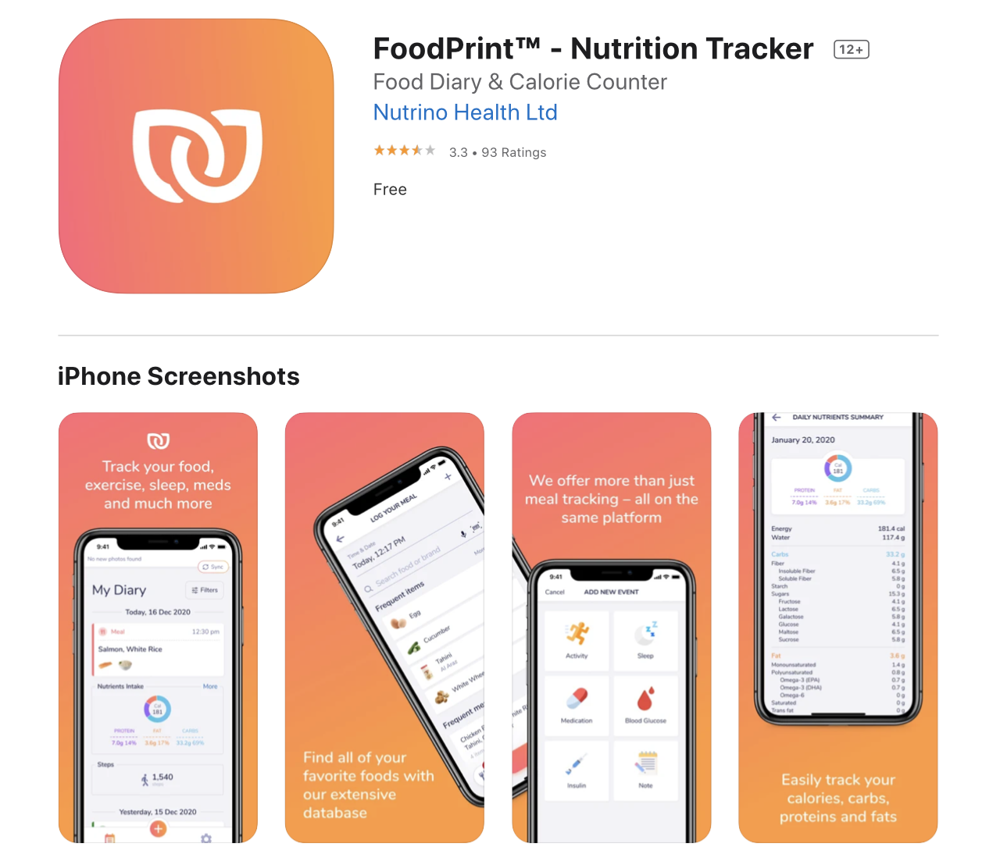 FoodPrint™ - Nutrition Tracker 12+
Food Diary & Calorie Counter
Nutrino Health Ltd
3.3 • 93 Ratings
Free
iPhone Screenshots
Track your food,
exercise, sleep, meds
and much more
9:41
No new photos found
Sync
My Diary
Filters
Today, 16 Dec 2020
Meal 12:30 pm
Salmon, White Rice
Nutrients Intake More
Cal
181
PROTEIN FAT CARBS
7.0g 14% 3.6g 17% 33.2g 69%
Steps
1,540
Yesterday, 15 Dec 2020
9:41
LOG YOUR MEAL
Time & Date
Today, 12:17 PM
Search food or brand
Frequent items
Egg
Cucumber
Tahini
Al Arz
White Whe
Frequent me
Chicken
Tahini,
Find all of your
favorite foods with
our extensive
database
We offer more than just
meal tracking – all on the
same platform
9:41
Cancel ADD NEW EVENT
Activity Sleep
Medication Blood Glucose
Insulin Note
DAILY NUTRIENTS SUMMARY
January 20, 2020
Cal
181
PROTEIN FAT CARBS
7.0g 14% 3.6g 17% 33.2g 69%
Energy 181.4 cal
Water 117.4 g
Carbs 33.2 g
Fiber 4.1 g
Insoluble Fiber 6.5 g
Soluble Fiber 5.8 g
Starch 0 g
Sugars 15.3 g
Fructose 4.1 g
Lactose 6.5 g
Galactose 5.8 g
Glucose 4.1 g
Maltose 6.5 g
Sucrose 5.8 g
Fat 3.6 g
Monounsaturated 1.4 g
Polyunsaturated 0.8 g
Omega-3 (EPA) 0.7 g
Omega-3 (DHA) 0.7 g
Omega-6 0 g
Saturated 0 g
Trans fat 0 g
Easily track your
calories, carbs,
proteins and fats